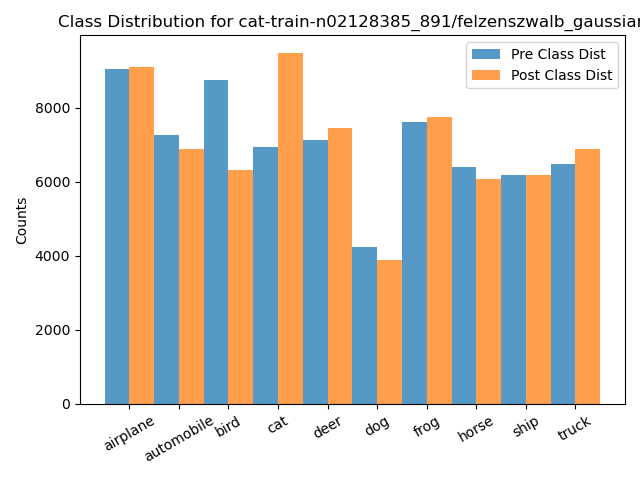 Class Distribution for cat-train-n02128385_891/felzenszwalb_gaussian
Pre Class Dist
Post Class Dist
Counts
8000
6000
4000
2000
0
airplane
automobile
bird
cat
deer
dog
frog
horse
ship
truck